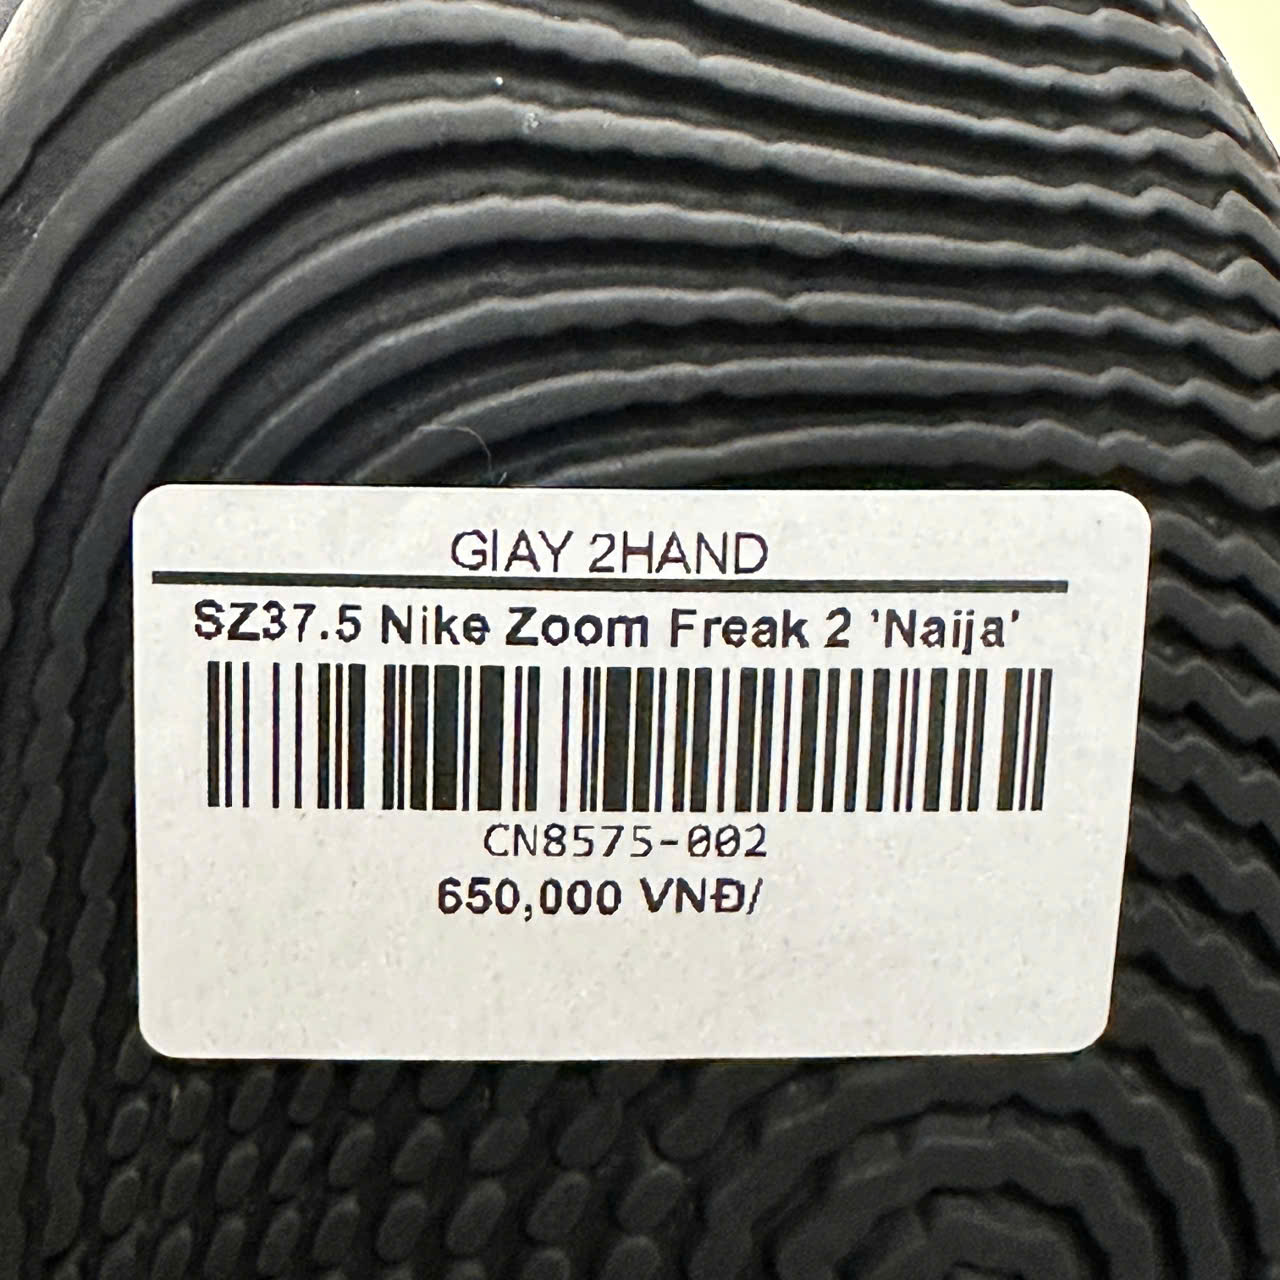 GIAY 2HAND
SZ37.5 Nike Zoom Freak 2 'Naija'
CN8575-002
650,000 VNĐ/